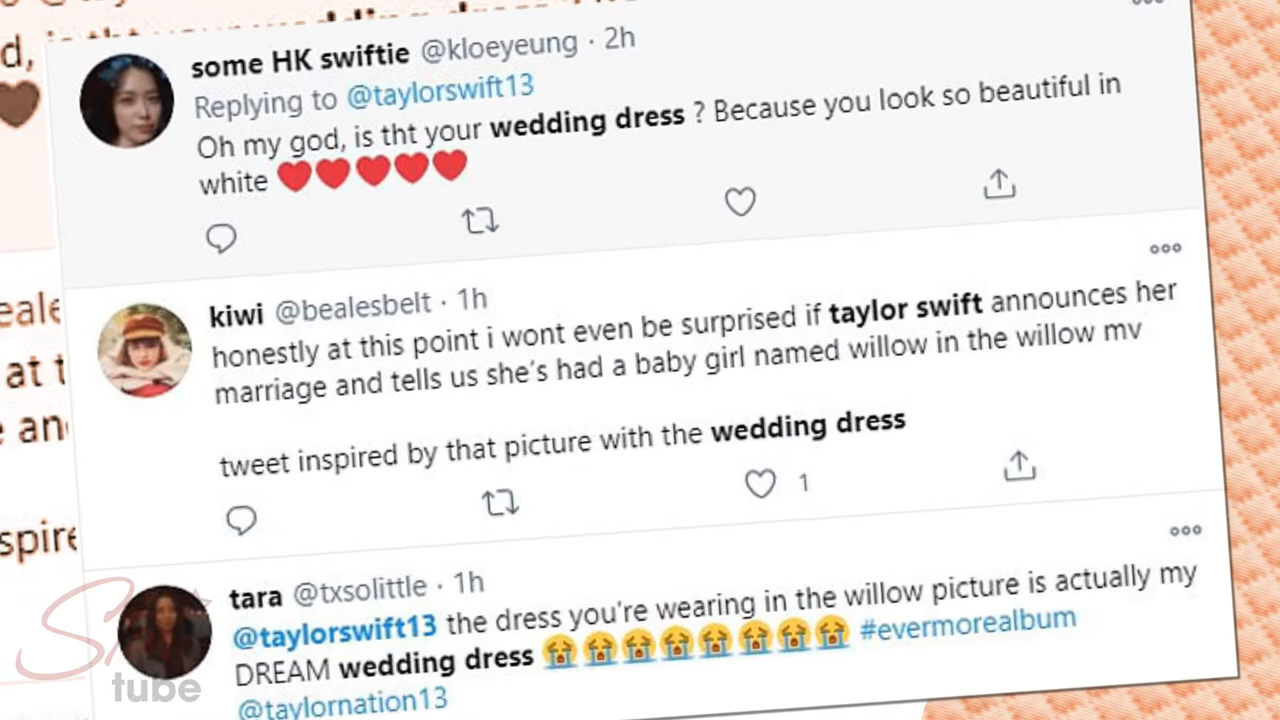 some HK swiftie @kloeyeung · 2h
Replying to @taylorswift13
Oh my god, is tht your wedding dress ? Because you look so beautiful in
white ❤️❤️❤️❤️❤️
kiwi @bealesbelt · 1h
honestly at this point i wont even be surprised if taylor swift announces her
marriage and tells us she's had a baby girl named willow in the willow mv
tweet inspired by that picture with the wedding dress
1
tara @txsolittle · 1h
@taylorswift13 the dress you're wearing in the willow picture is actually my
DREAM wedding dress 😭😭😭😭😭😭😭😭 #evermorealbum
@taylornation13
tube